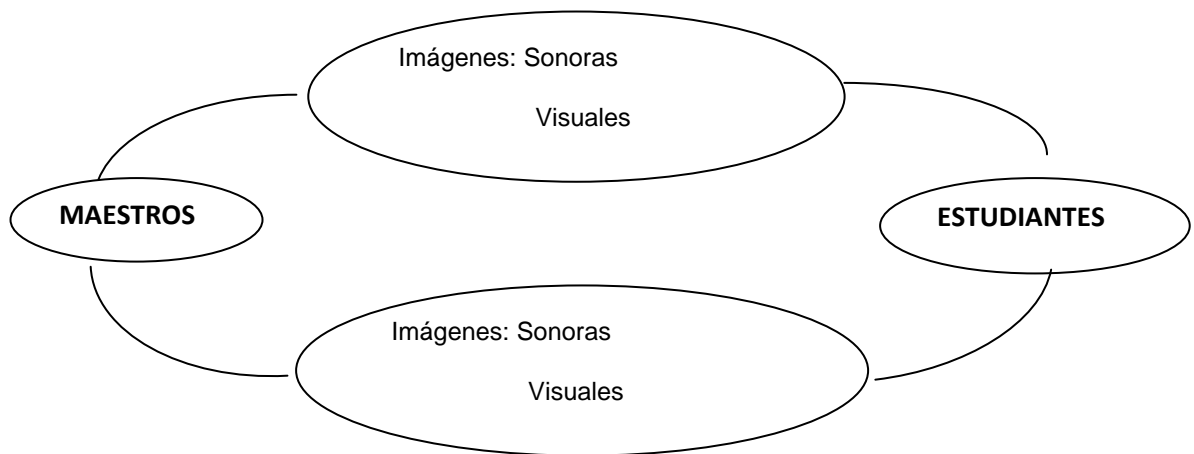 Imágenes: Sonoras
Visuales
MAESTROS
ESTUDIANTES
Imágenes: Sonoras
Visuales